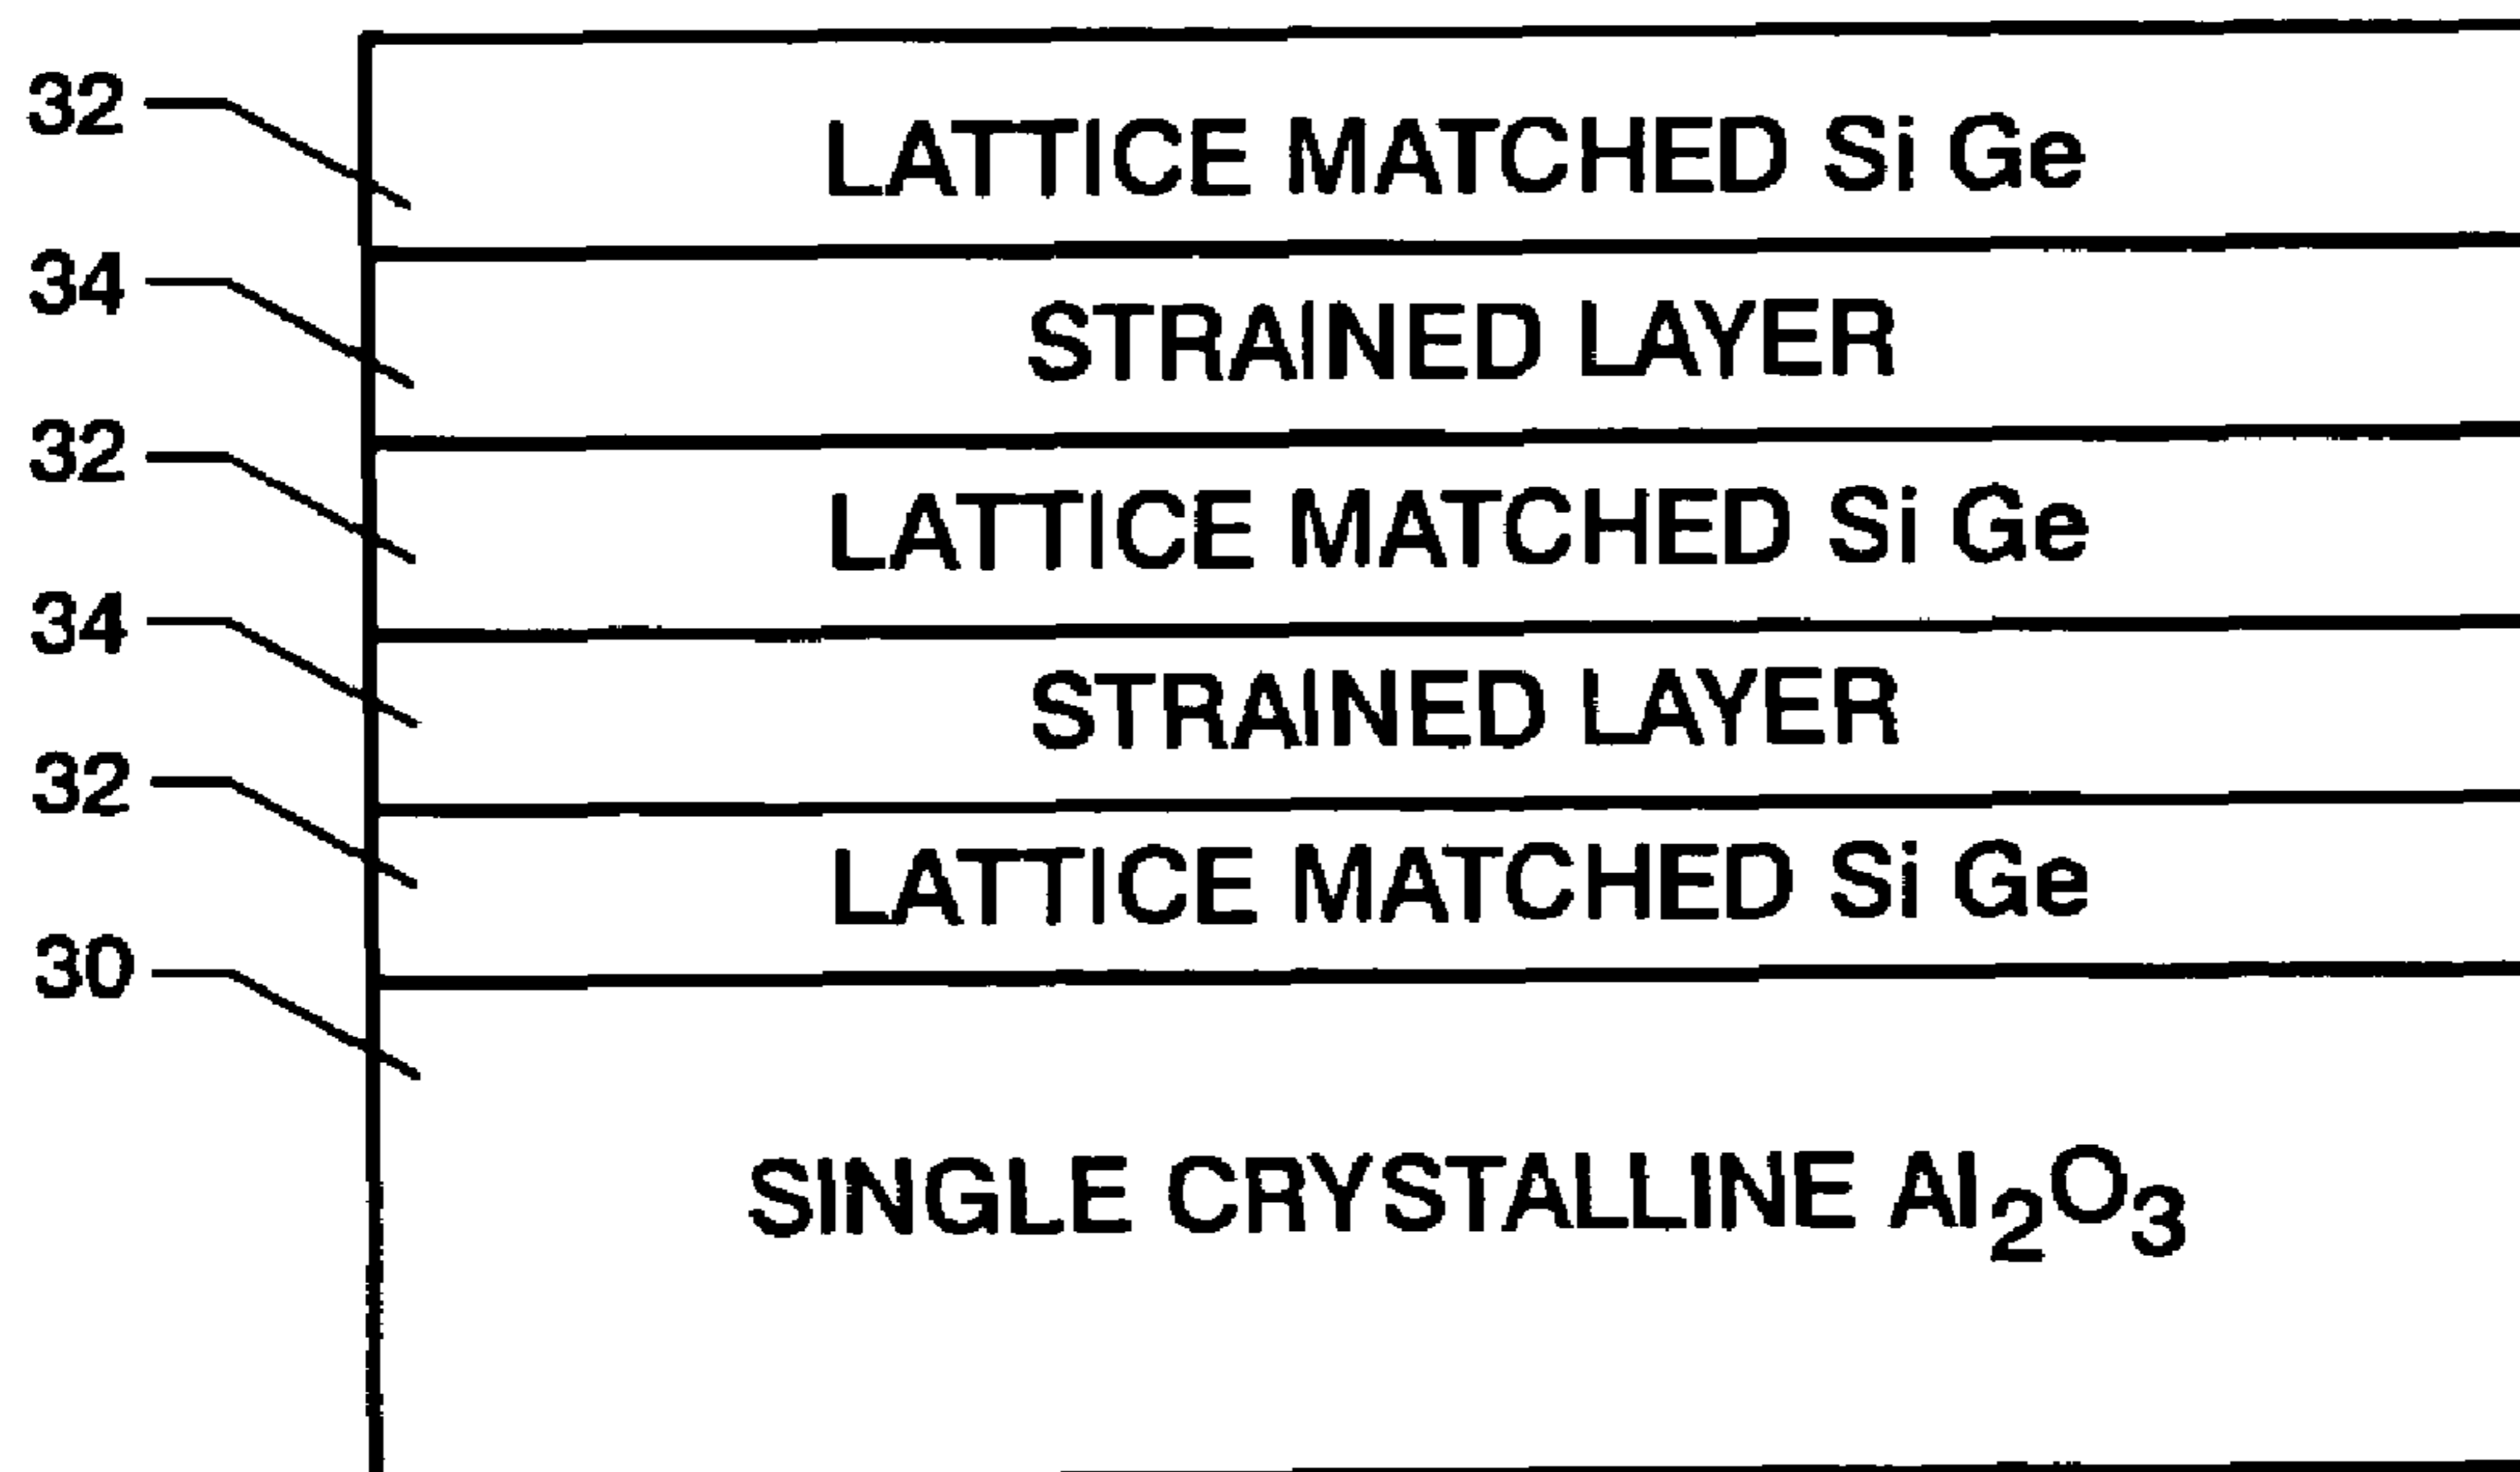 32
LATTICE MATCHED Si Ge
34
STRAINED LAYER
32
LATTICE MATCHED Si Ge
34
STRAINED LAYER
32
LATTICE MATCHED Si Ge
30
SINGLE CRYSTALLINE Al₂O₃